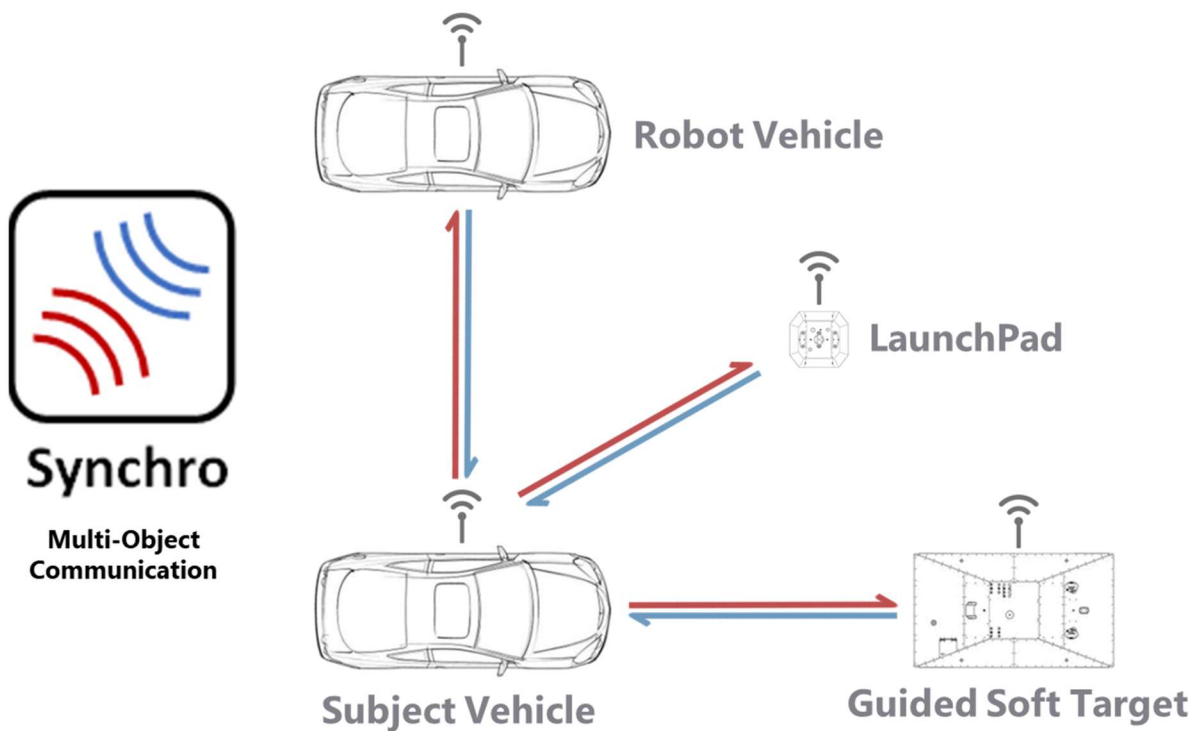 Robot Vehicle
LaunchPad
Synchro
Multi-Object
Communication
Subject Vehicle
Guided Soft Target